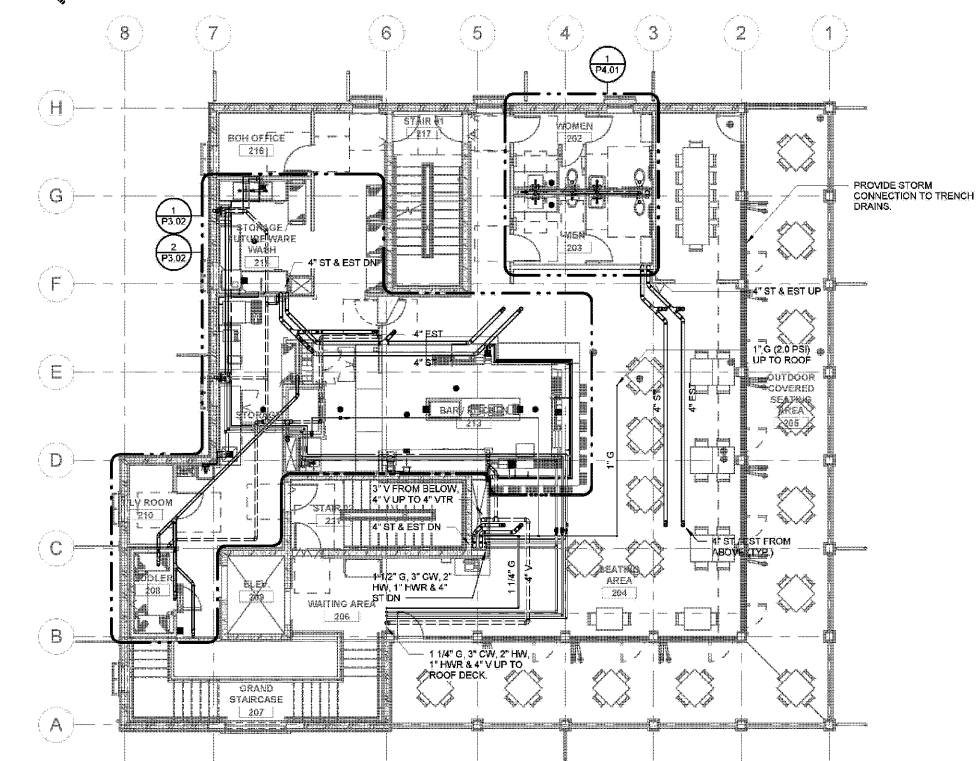 8
7
6
5
4
3
2
1
1
P4.01
H
G
F
E
D
C
B
A
BOH OFFICE
216
STAIR #1
217
WOMEN
202
MEN
203
1
P3.02
2
P3.02
STORAGE /
FUTURE WARE
WASH
4" ST & EST DN
PROVIDE STORM
CONNECTION TO TRENCH
DRAINS.
4" ST & EST UP
4" EST
4" ST
1" G (2.0 PSI)
UP TO ROOF
OUTDOOR
COVERED
SEATING
AREA
205
4" ST
4" EST
1" G
STORAGE
BAR / KITCHEN
213
LV ROOM
210
3" V FROM BELOW,
4" V UP TO 4" VTR
STAIR
4" ST & EST DN
4" ST, EST FROM
ABOVE (TYP.)
COOLER
208
ELEV.
209
1-1/2" G, 3" CW, 2"
HW, 1" HWR & 4"
ST DN
1 1/4" G
4" V
SEATING
AREA
204
WAITING AREA
206
1 1/4" G, 3" CW, 2" HW,
1" HWR & 4" V UP TO
ROOF DECK.
GRAND
STAIRCASE
207